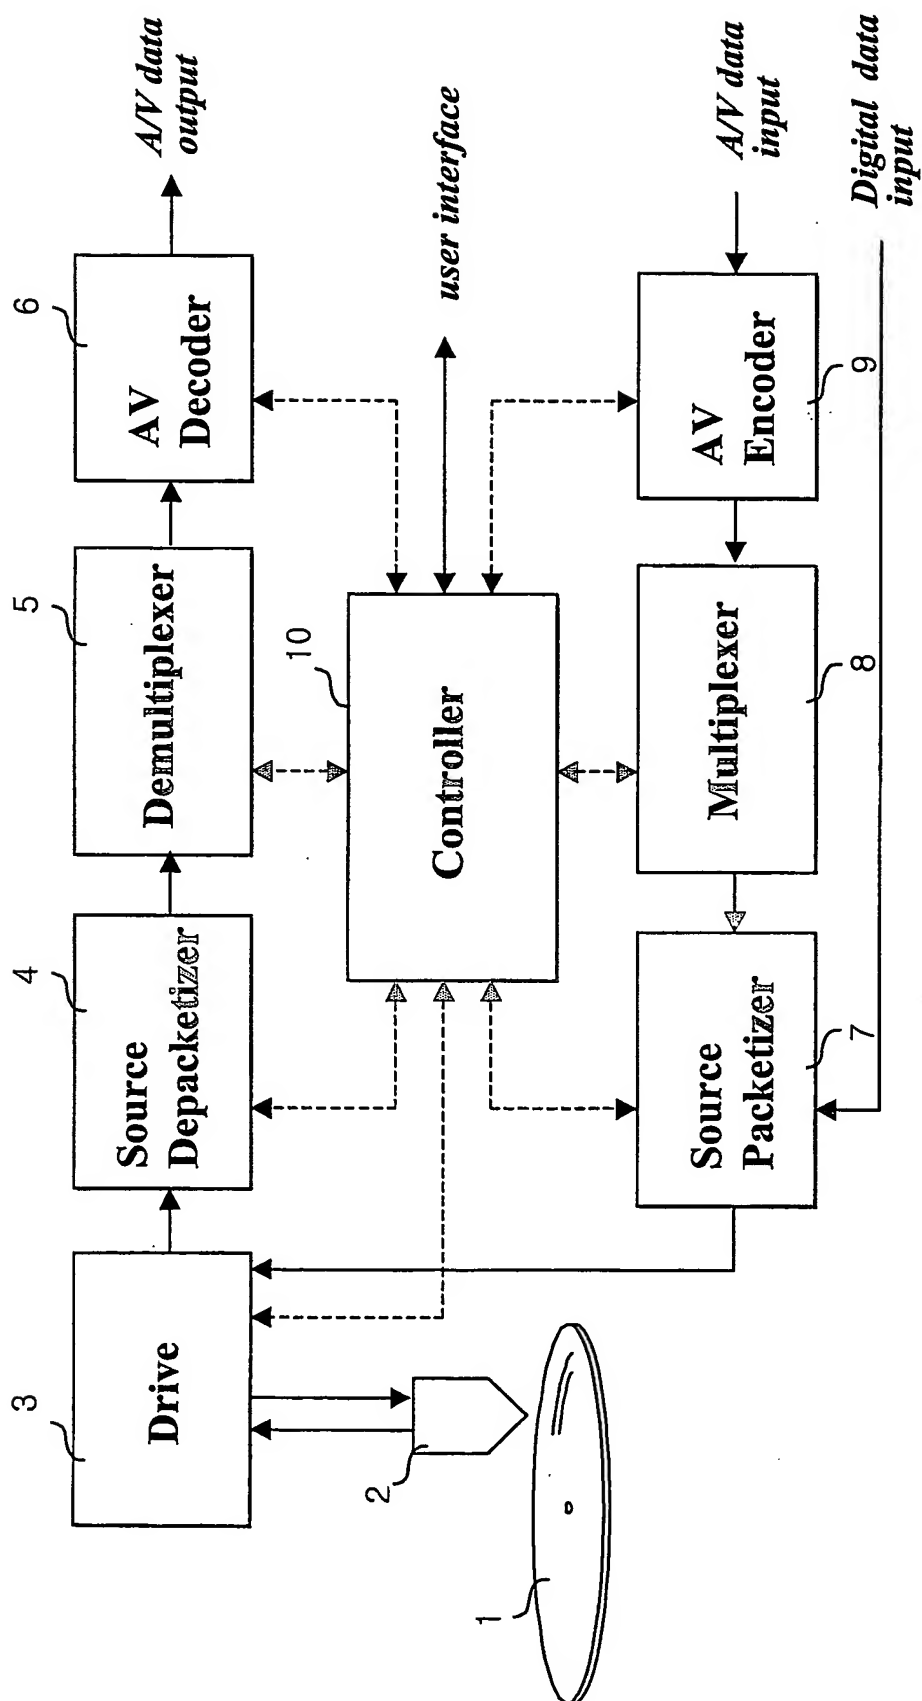 3
Drive
4
Source
Depacketizer
5
Demultiplexer
6
AV
Decoder
A/V data
output
10
Controller
user interface
2
1
Source
Packetizer
7
Multiplexer
8
AV
Encoder
9
A/V data
input
Digital data
input